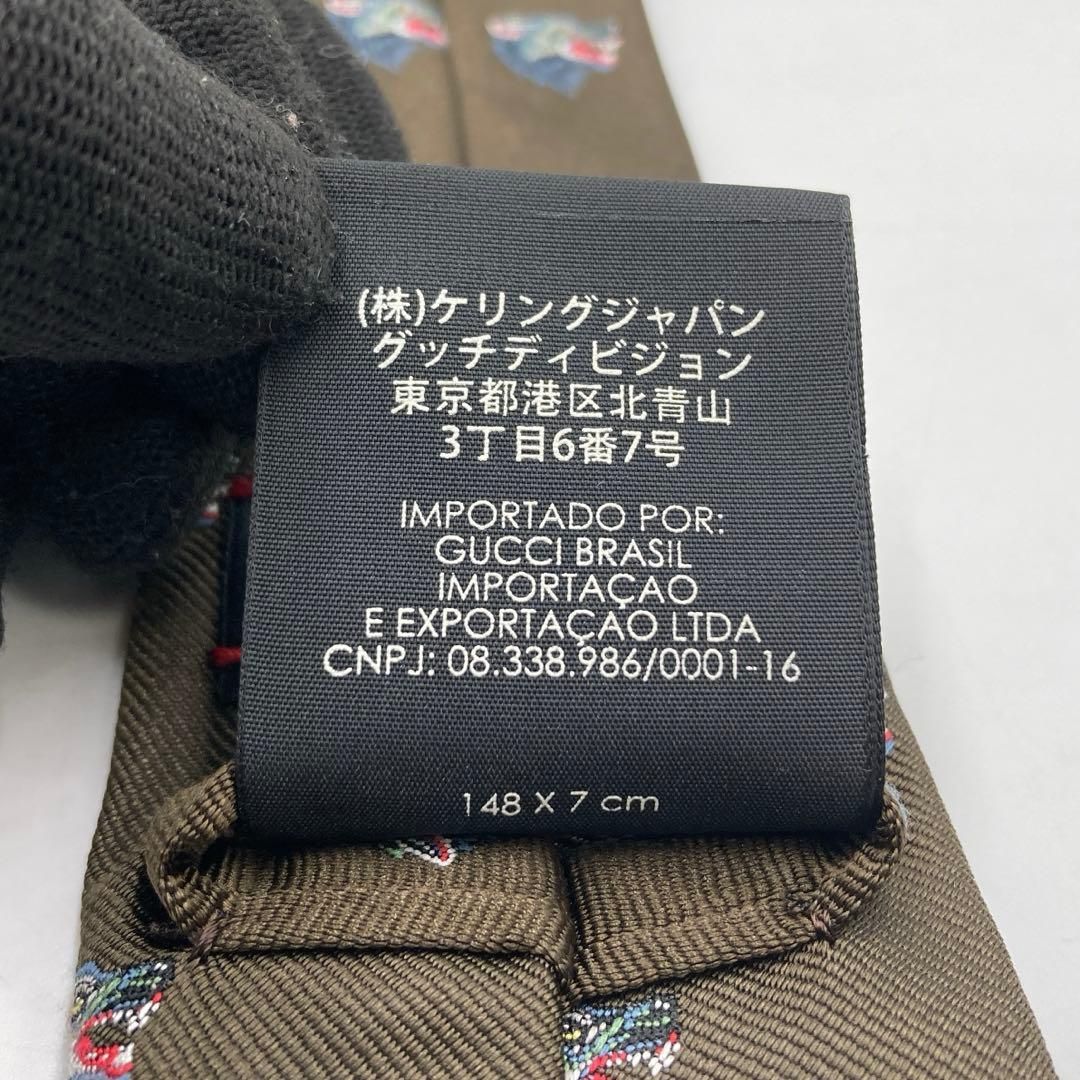 (株)ケリングジャパン
グッチディビジョン
東京都港区北青山
3丁目6番7号
IMPORTADO POR:
GUCCI BRASIL
IMPORTAÇAO
E EXPORTAÇAO LTDA
CNPJ: 08.338.986/0001-16
148 X 7 cm